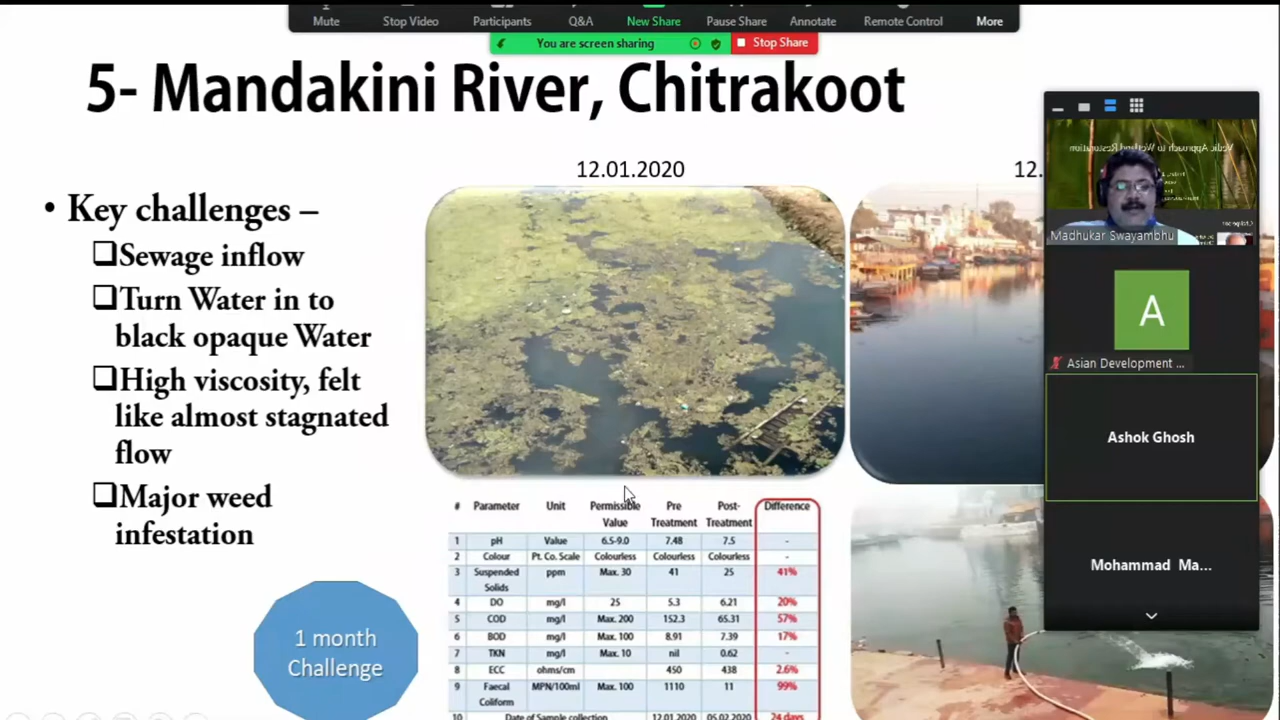 Mute Stop Video Participants Q&A New Share Pause Share Annotate Remote Control More
You are screen sharing Stop Share
5- Mandakini River, Chitrakoot
12.01.2020
12.
• Key challenges –
❑Sewage inflow
❑Turn Water in to
black opaque Water
❑High viscosity, felt
like almost stagnated
flow
❑Major weed
infestation
1 month
Challenge
# Parameter Unit Permissible Value Pre Treatment Post-Treatment Difference
1 pH Value 6.5-9.0 7.48 7.5 -
2 Colour Pt. Co. Scale Colourless Colourless Colourless -
3 Suspended Solids ppm Max. 30 41 25 41%
4 DO mg/l 25 5.3 6.21 20%
5 COD mg/l Max. 200 152.3 65.31 57%
6 BOD mg/l Max. 100 8.91 7.39 17%
7 TKN mg/l Max. 10 nil 0.62 -
8 ECC ohms/cm 450 438 2.6%
9 Faecal Coliform MPN/100ml Max. 100 1110 11 99%
10 Date of Sample collection 12.01.2020 05.02.2020 24 days
Vedic Approach to Wetland Restoration
Madhukar Swayambhu
A
Asian Development ...
Ashok Ghosh
Mohammad Ma...